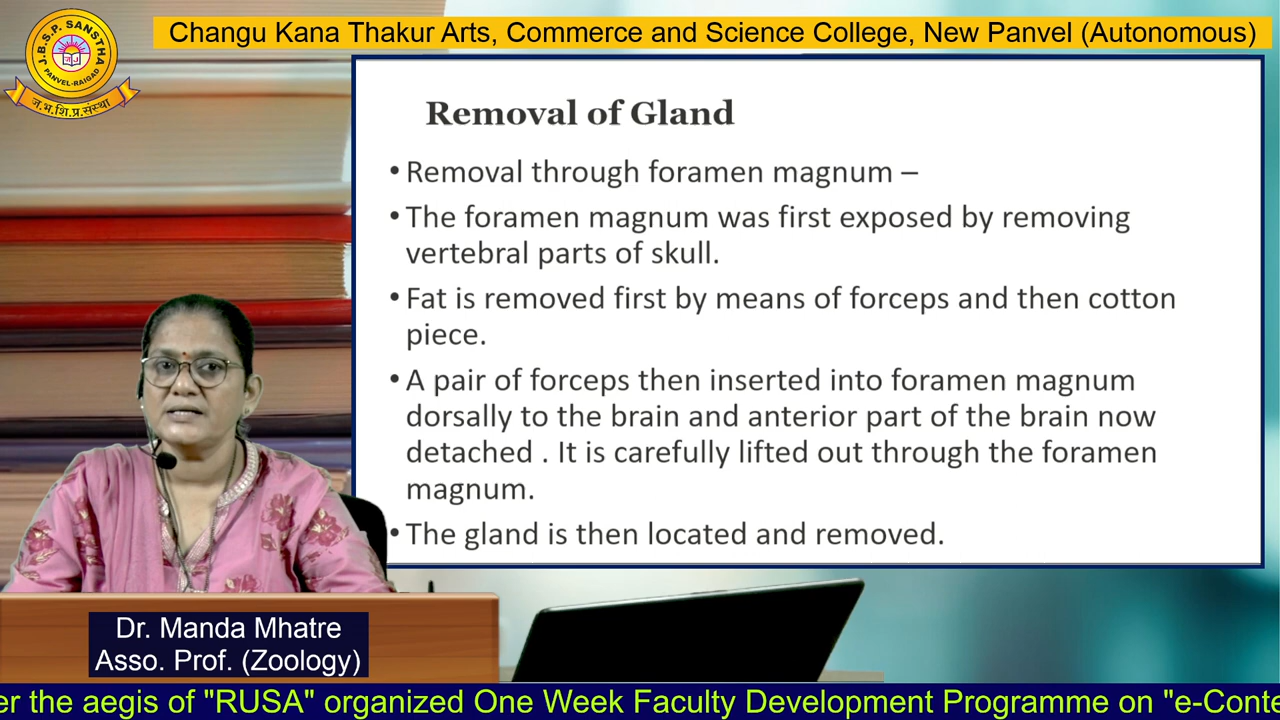 J.B.S.P. SANSTHA
PANVEL-RAIGAD
ज.भ.शि.प्र.संस्था
Changu Kana Thakur Arts, Commerce and Science College, New Panvel (Autonomous)
Removal of Gland
• Removal through foramen magnum –
• The foramen magnum was first exposed by removing
vertebral parts of skull.
• Fat is removed first by means of forceps and then cotton
piece.
• A pair of forceps then inserted into foramen magnum
dorsally to the brain and anterior part of the brain now
detached . It is carefully lifted out through the foramen
magnum.
• The gland is then located and removed.
Dr. Manda Mhatre
Asso. Prof. (Zoology)
er the aegis of "RUSA" organized One Week Faculty Development Programme on "e-Conte